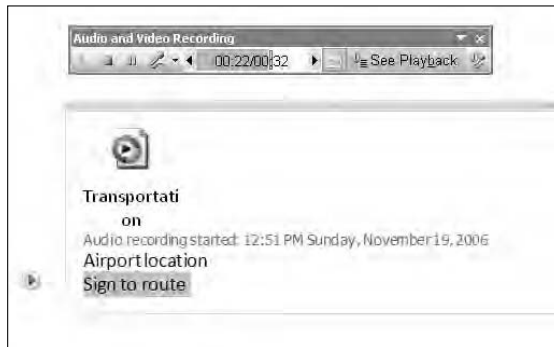 Audio and Video Recording
00:22/00:32 See Playback
Transportati
on
Audio recording started: 12:51 PM Sunday, November 19, 2006
Airport location
Sign to route